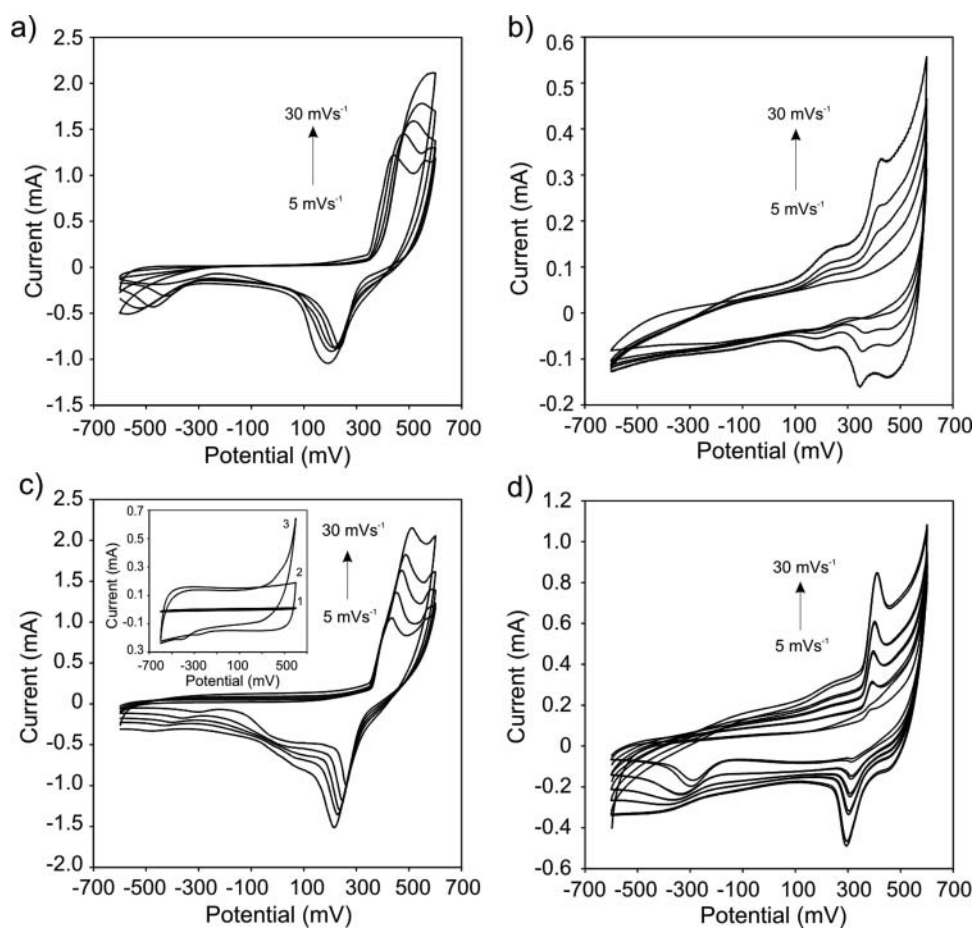 a)
2.5
2.0
1.5
1.0
0.5
0
-0.5
-1.0
-1.5
Current (mA)
30 mVs⁻¹
5 mVs⁻¹
-700 -500 -300 -100 100 300 500 700
Potential (mV)
b)
0.6
0.5
0.4
0.3
0.2
0.1
0
-0.1
-0.2
Current (mA)
30 mVs⁻¹
5 mVs⁻¹
-700 -500 -300 -100 100 300 500 700
Potential (mV)
c)
2.5
2.0
1.5
1.0
0.5
0
-0.5
-1.0
-1.5
-2.0
Current (mA)
0.7
0.5
0.3
0.1
-0.1
0.3
Current (mA)
3
2
1
-700 -300 100 500
Potential (mV)
30 mVs⁻¹
5 mVs⁻¹
-700 -500 -300 -100 100 300 500 700
Potential (mV)
d)
1.2
1.0
0.8
0.6
0.4
0.2
0
-0.2
-0.4
-0.6
Current (mA)
30 mVs⁻¹
5 mVs⁻¹
-700 -500 -300 -100 100 300 500 700
Potential (mV)